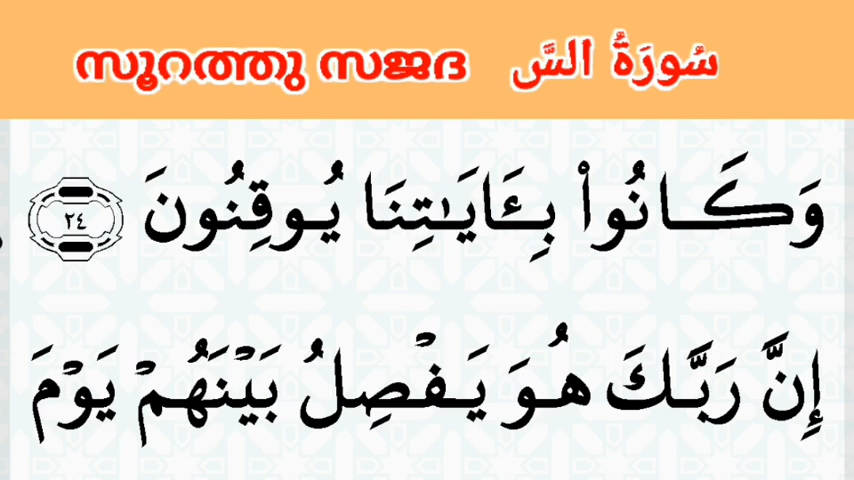 സൂറത്തു സജദ سُورَةُ السَّ
وَكَانُوا۟ بِـَٔايَـٰتِنَا يُوقِنُونَ ٢٤
إِنَّ رَبَّكَ هُوَ يَفْصِلُ بَيْنَهُمْ يَوْمَ